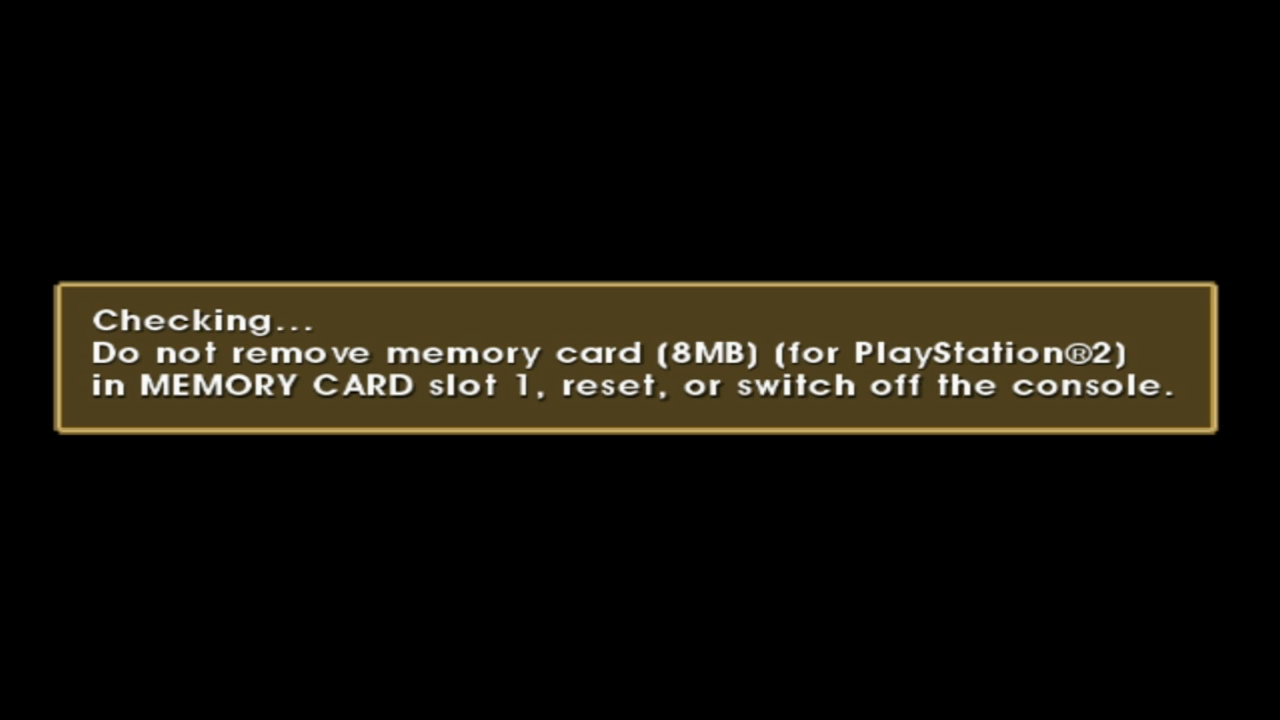 Checking...
Do not remove memory card (8MB) (for PlayStation®2)
in MEMORY CARD slot 1, reset, or switch off the console.